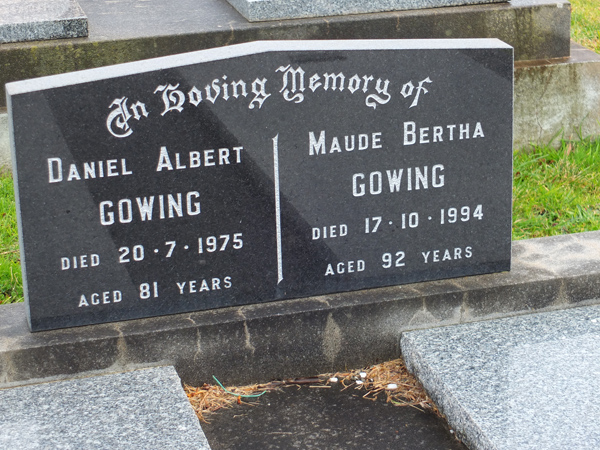 In Loving Memory of
DANIEL ALBERT
GOWING
DIED 20·7·1975
AGED 81 YEARS
MAUDE BERTHA
GOWING
DIED 17·10·1994
AGED 92 YEARS